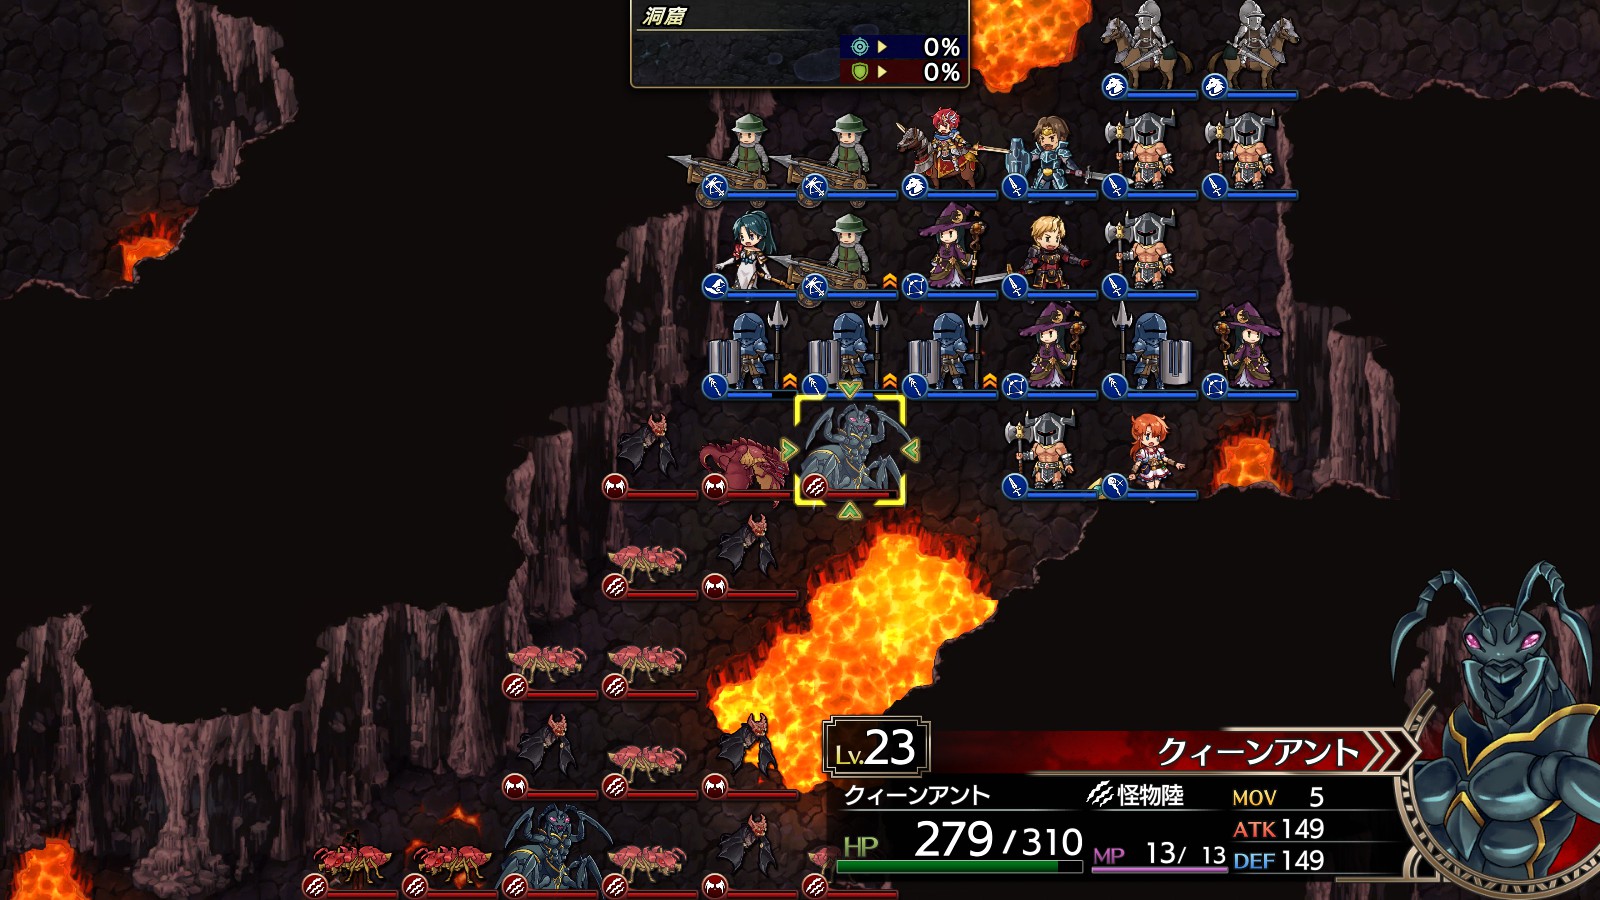 洞窟
0%
0%
Lv.23
クィーンアント
クィーンアント
怪物陸
MOV 5
HP 279/310
MP 13/ 13
ATK 149
DEF 149